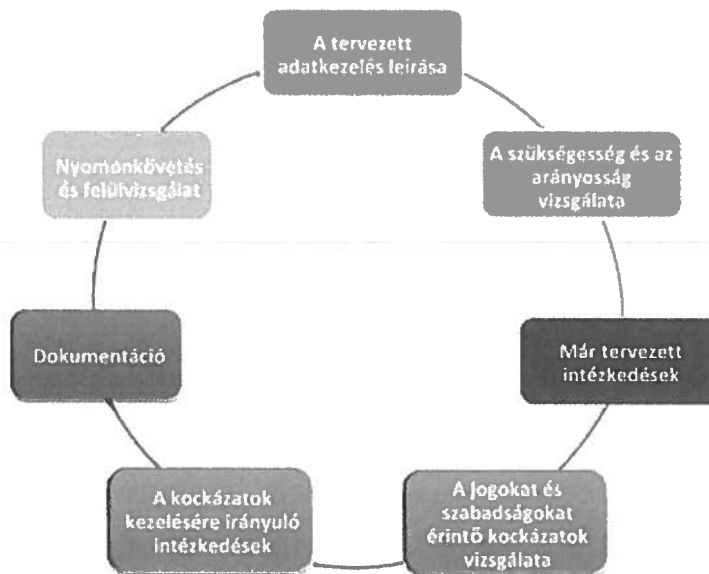 A tervezett
adatkezelés leírása
A szükségesség és az
arányosság
vizsgálata
Már tervezett
intézkedések
A jogokat és
szabadságokat
érintő kockázatok
vizsgálata
A kockázatok
kezelésére irányuló
intézkedések
Dokumentáció
Nyomonkövetés
és felülvizsgálat